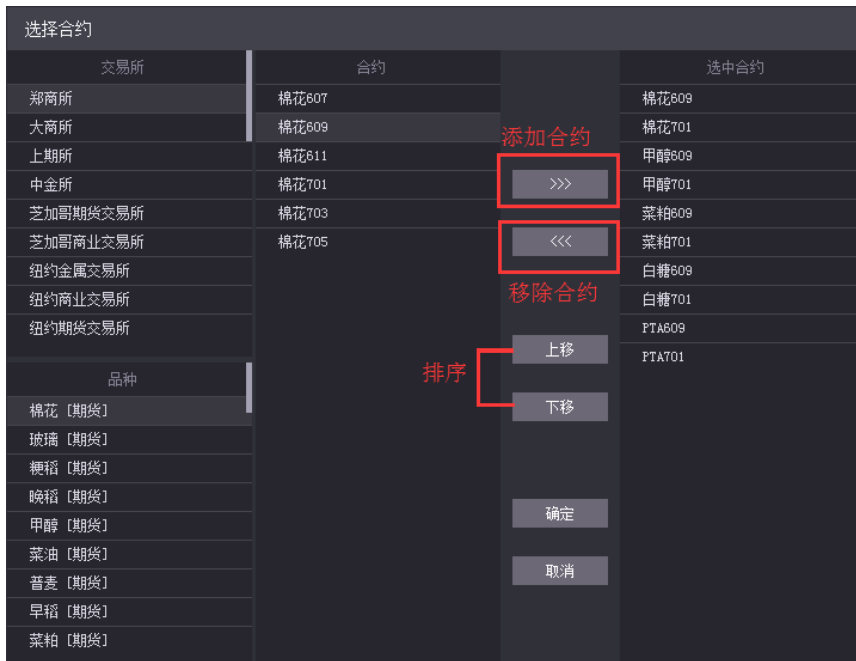 选择合约
交易所
郑商所
大商所
上期所
中金所
芝加哥期货交易所
芝加哥商业交易所
纽约金属交易所
纽约商业交易所
纽约期货交易所
品种
棉花 [期货]
玻璃 [期货]
粳稻 [期货]
晚稻 [期货]
甲醇 [期货]
菜油 [期货]
普麦 [期货]
早稻 [期货]
菜粕 [期货]
合约
棉花607
棉花609
棉花611
棉花701
棉花703
棉花705
添加合约
>>>
<<<
移除合约
排序
上移
下移
确定
取消
选中合约
棉花609
棉花701
甲醇609
甲醇701
菜粕609
菜粕701
白糖609
白糖701
PTA609
PTA701